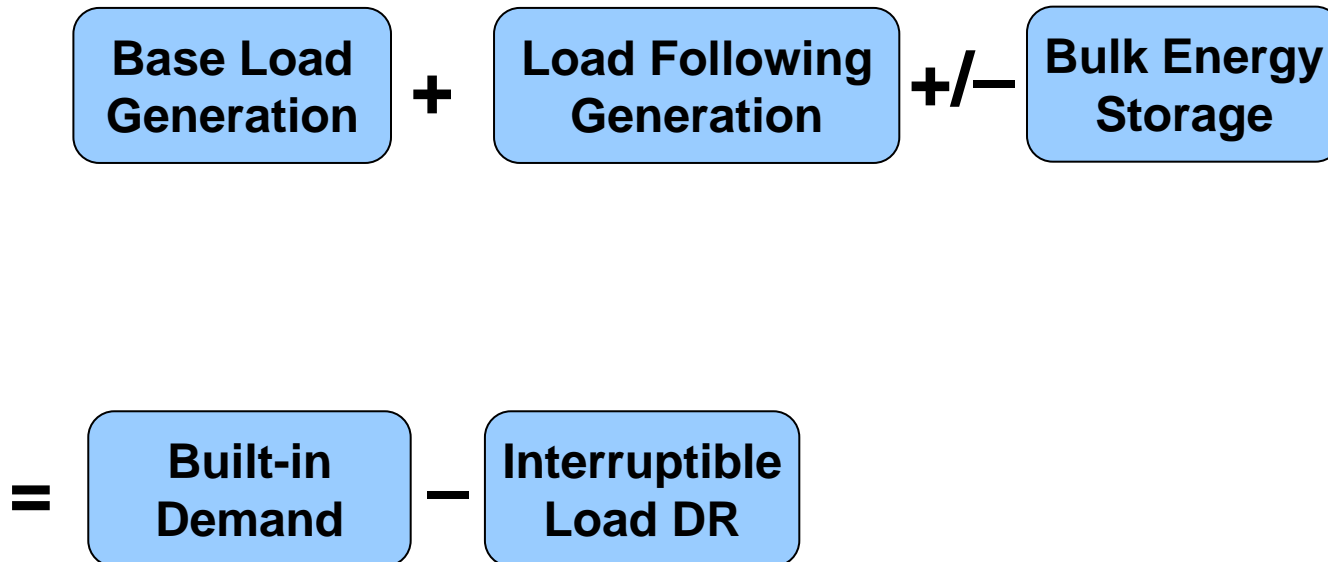 Base Load
Generation
+
Load Following
Generation
+/–
Bulk Energy
Storage
=
Built-in
Demand
–
Interruptible
Load DR